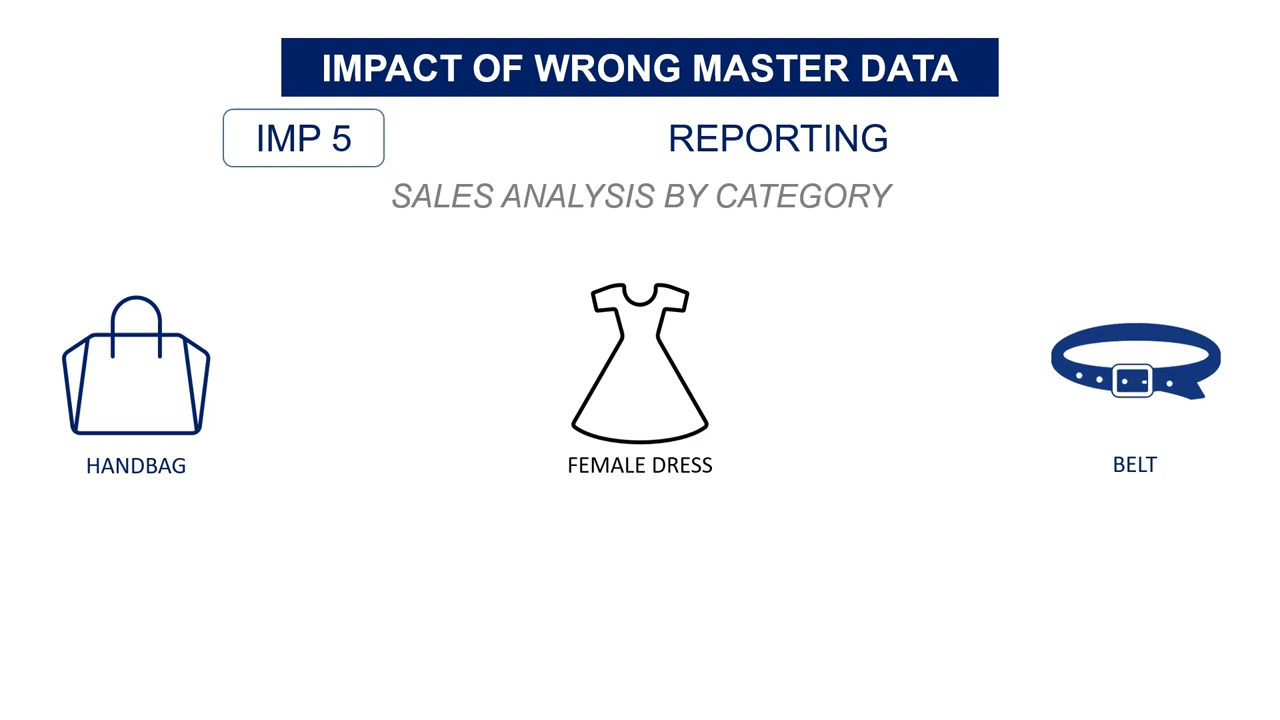 IMPACT OF WRONG MASTER DATA
IMP 5
REPORTING
SALES ANALYSIS BY CATEGORY
HANDBAG
FEMALE DRESS
BELT